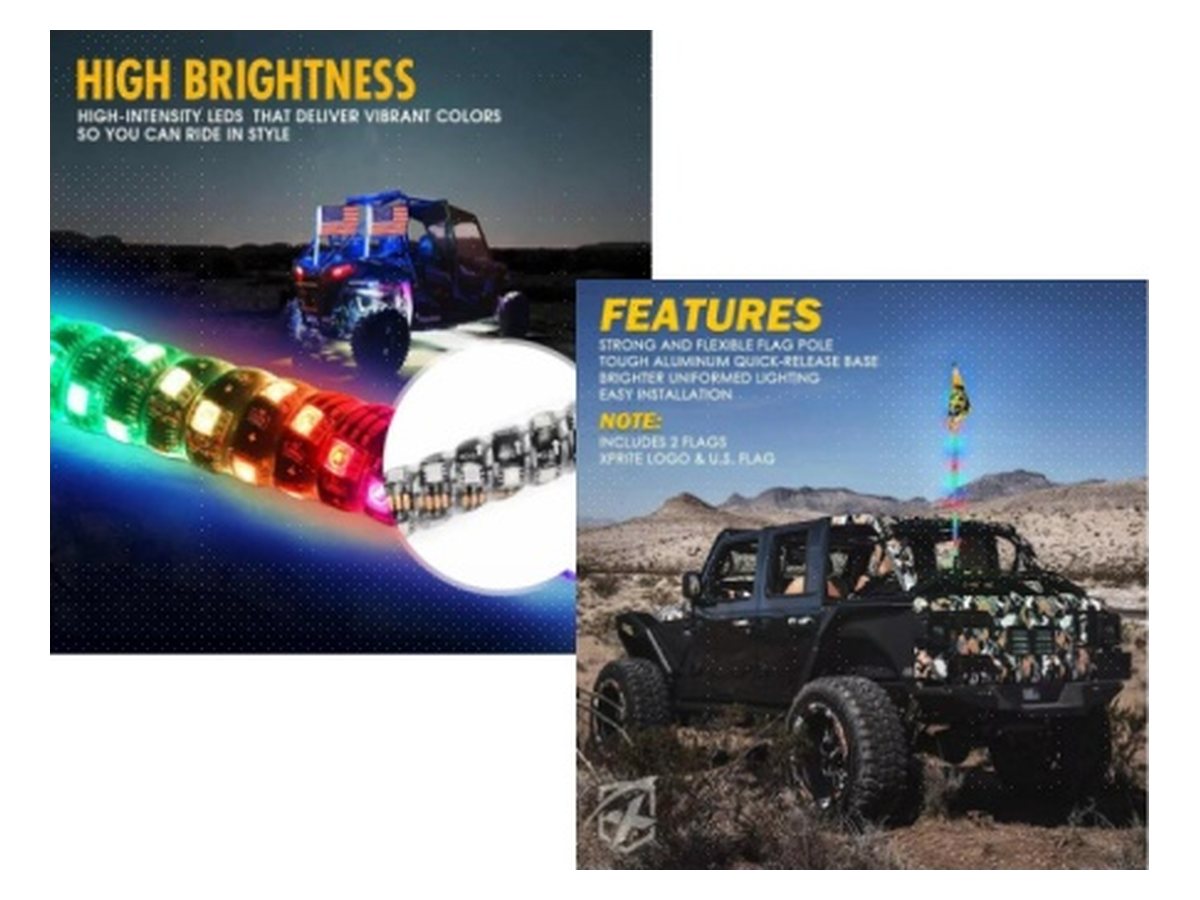 HIGH BRIGHTNESS
HIGH-INTENSITY LEDS THAT DELIVER VIBRANT COLORS
SO YOU CAN RIDE IN STYLE
FEATURES
STRONG AND FLEXIBLE FLAG POLE
TOUGH ALUMINUM QUICK-RELEASE BASE
BRIGHTER UNIFORMED LIGHTING
EASY INSTALLATION
NOTE:
INCLUDES 2 FLAGS
XPRITE LOGO & U.S. FLAG